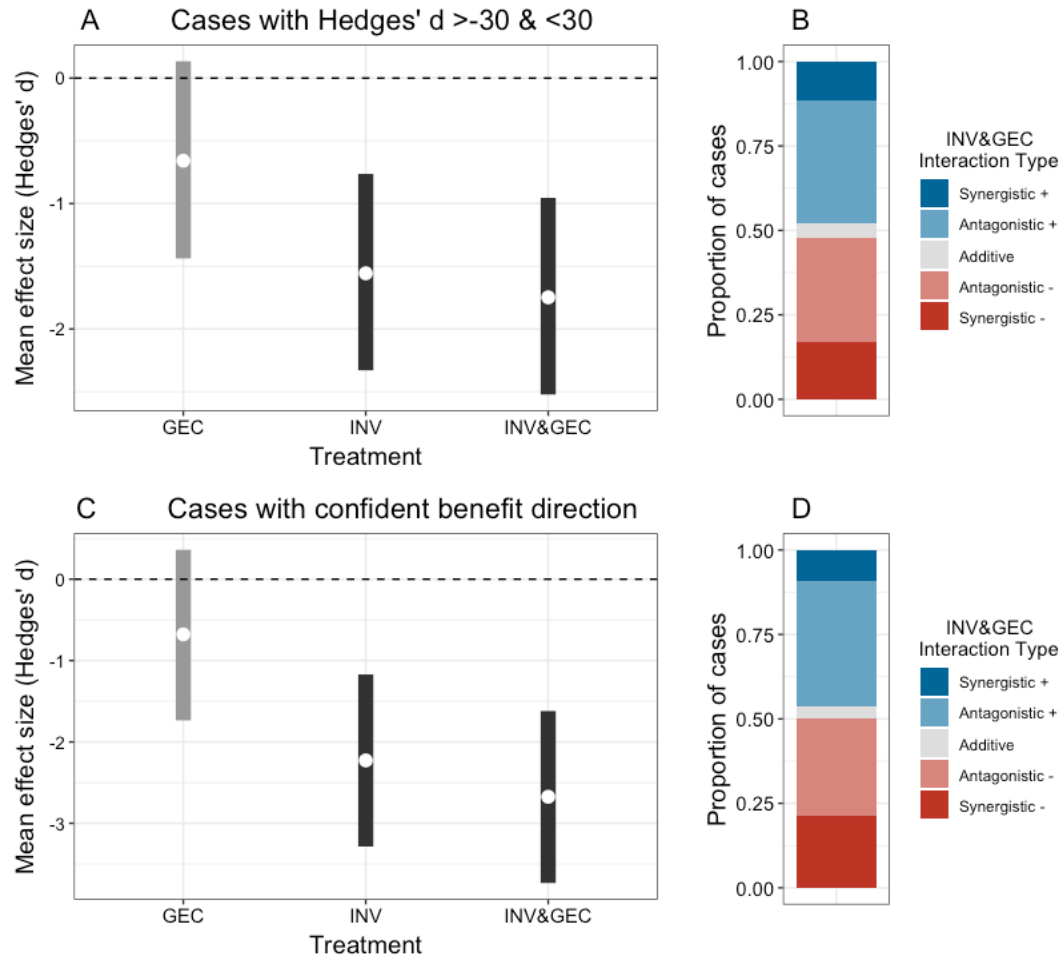 A
Cases with Hedges' d >-30 & <30
Mean effect size (Hedges' d)
0
-1
-2
GEC
INV
INV&GEC
Treatment
B
Proportion of cases
1.00
0.75
0.50
0.25
0.00
INV&GEC
Interaction Type
Synergistic +
Antagonistic +
Additive
Antagonistic -
Synergistic -
C
Cases with confident benefit direction
Mean effect size (Hedges' d)
0
-1
-2
-3
GEC
INV
INV&GEC
Treatment
D
Proportion of cases
1.00
0.75
0.50
0.25
0.00
INV&GEC
Interaction Type
Synergistic +
Antagonistic +
Additive
Antagonistic -
Synergistic -